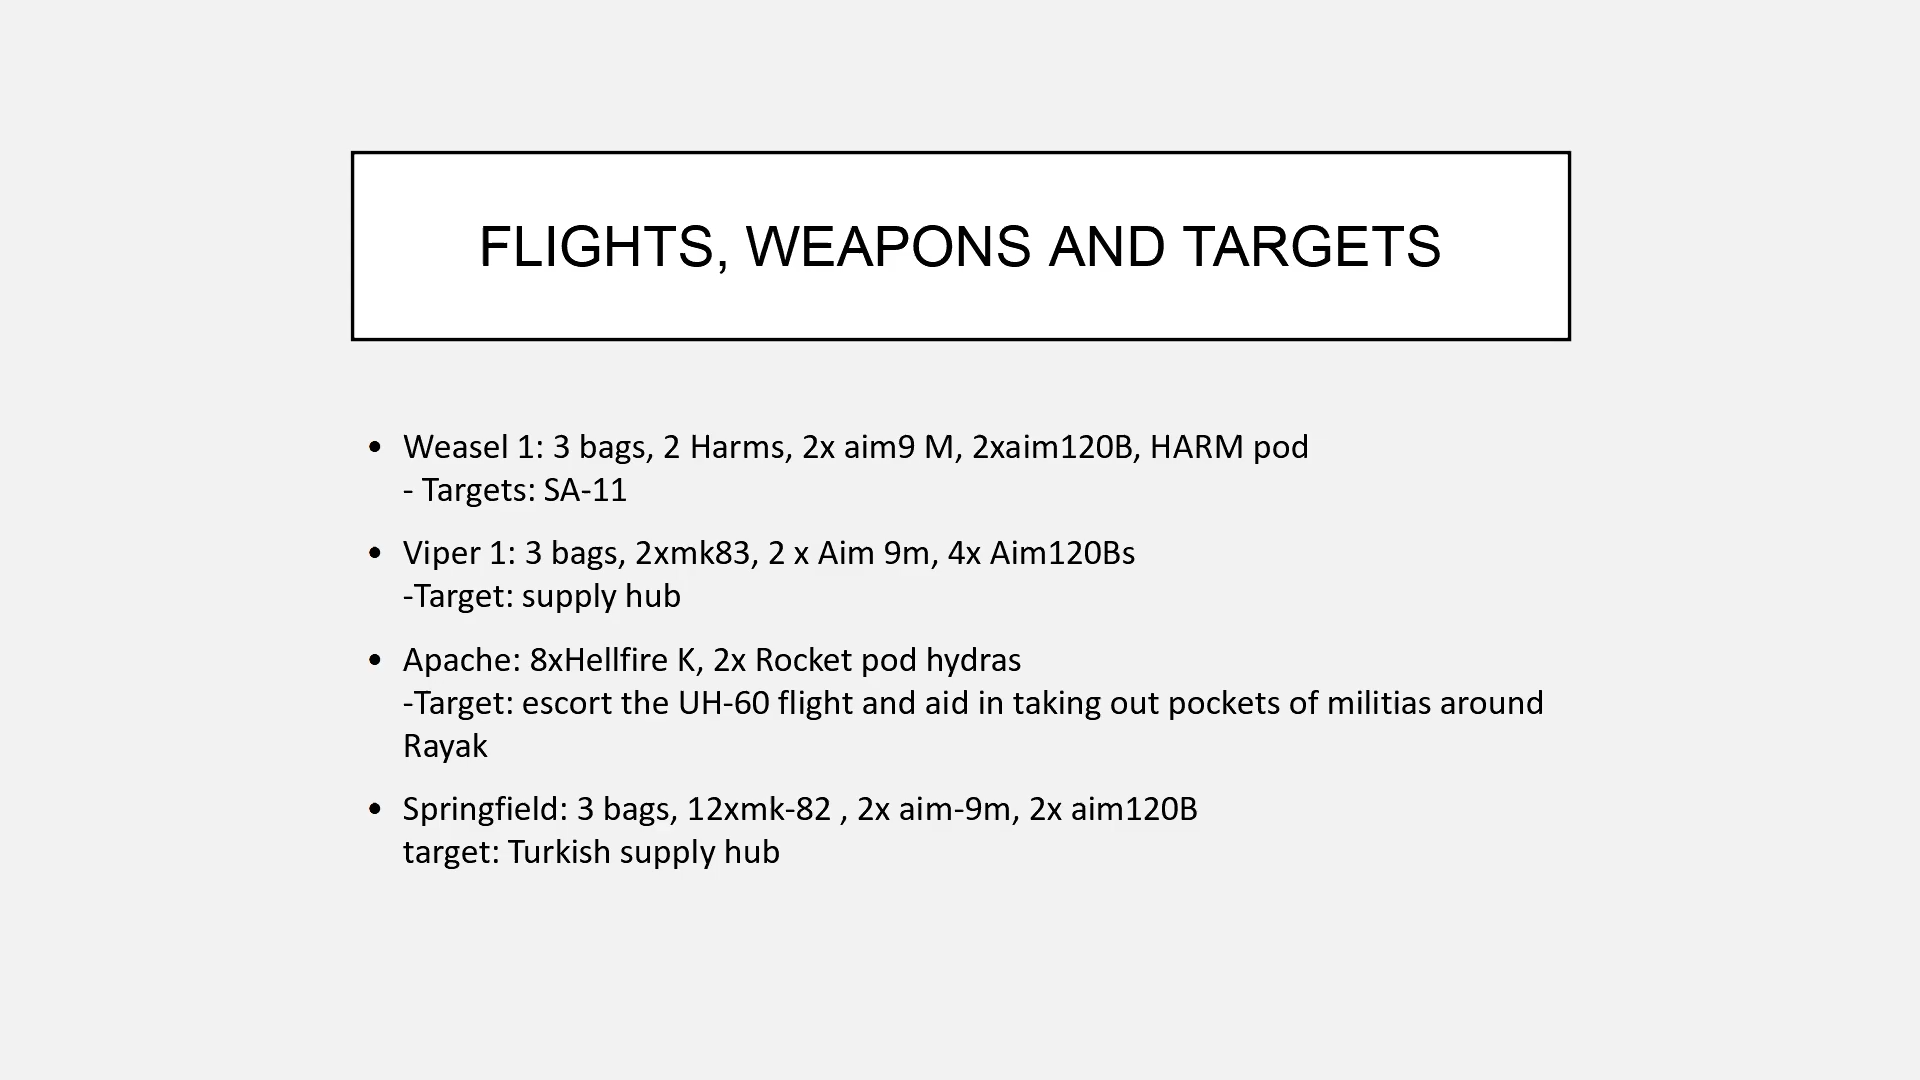 FLIGHTS, WEAPONS AND TARGETS
• Weasel 1: 3 bags, 2 Harms, 2x aim9 M, 2xaim120B, HARM pod
- Targets: SA-11
• Viper 1: 3 bags, 2xmk83, 2 x Aim 9m, 4x Aim120Bs
-Target: supply hub
• Apache: 8xHellfire K, 2x Rocket pod hydras
-Target: escort the UH-60 flight and aid in taking out pockets of militias around
Rayak
• Springfield: 3 bags, 12xmk-82 , 2x aim-9m, 2x aim120B
target: Turkish supply hub